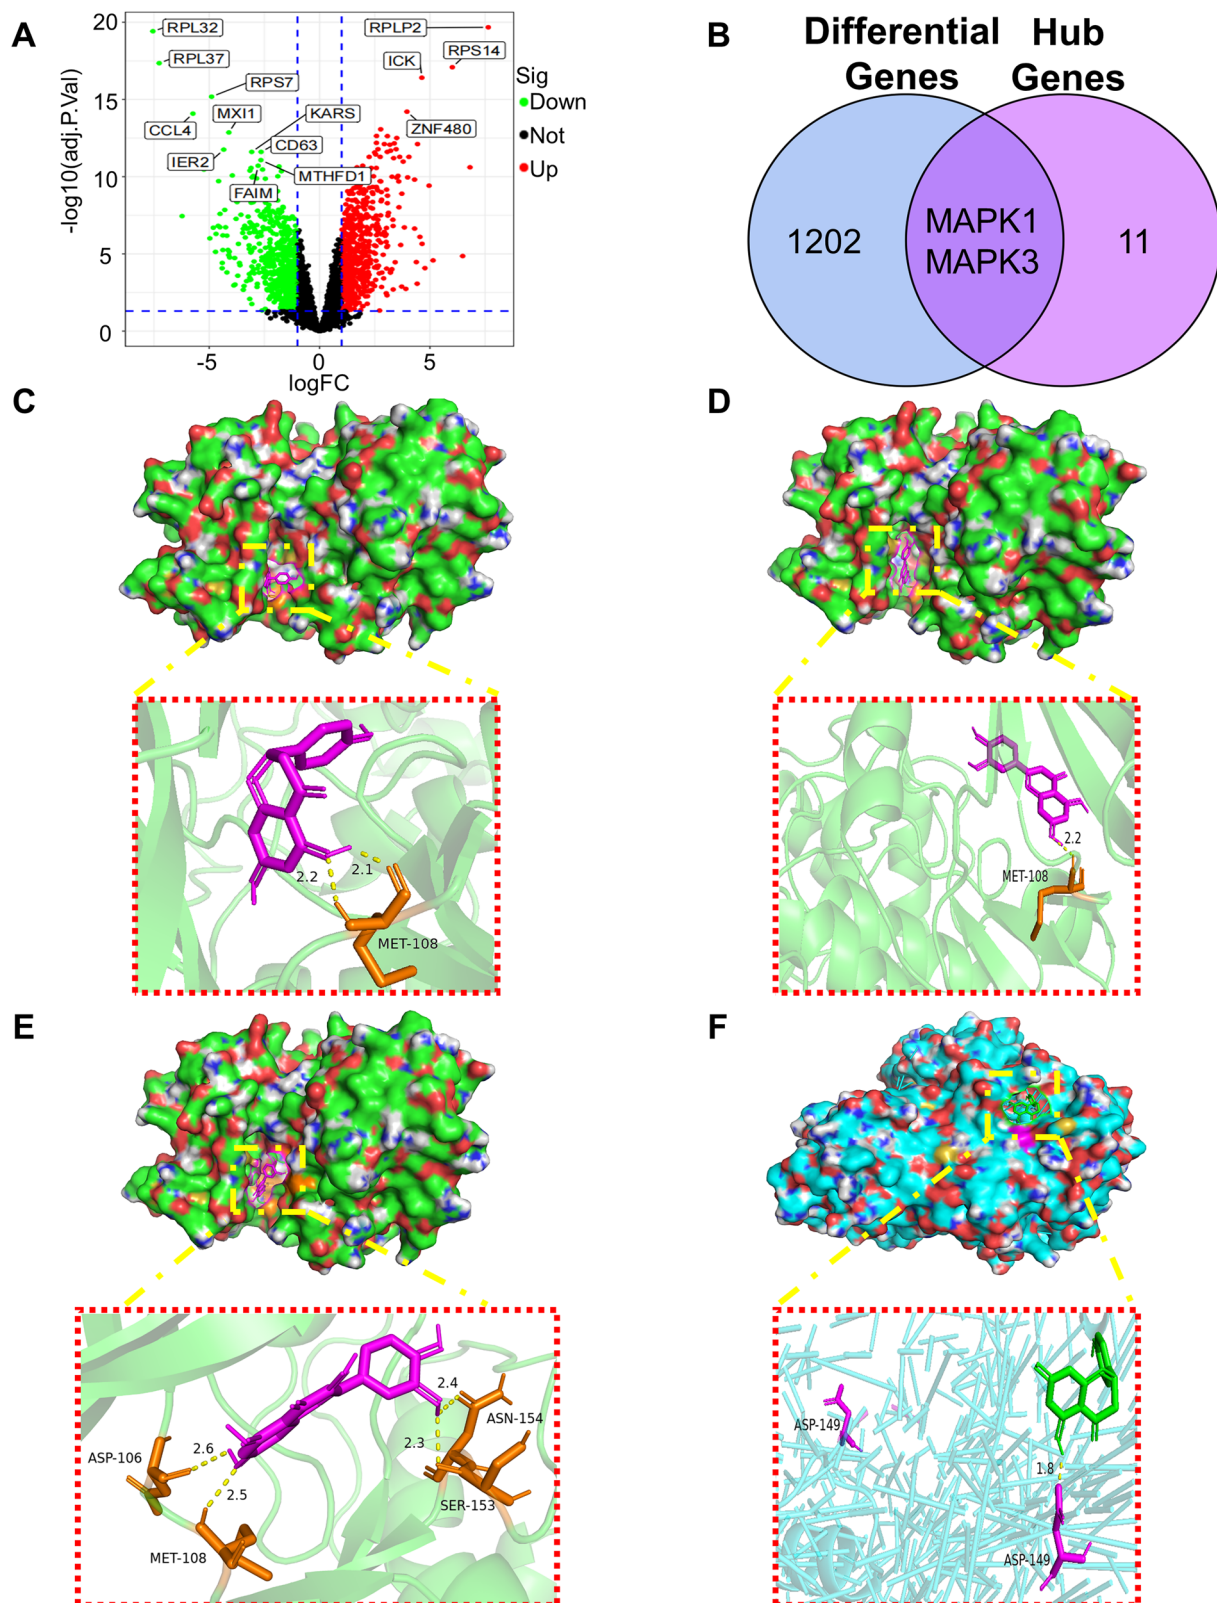 A
-log10(adj.P.Val)
20
15
10
5
0
-5
0
5
logFC
RPL32
RPL37
RPS7
MXI1
CCL4
IER2
KARS
CD63
MTHFD1
FAIM
RPLP2
RPS14
ICK
ZNF480
Sig
Down
Not
Up
B
Differential
Genes
Hub
Genes
1202
MAPK1
MAPK3
11
C
2.2
2.1
MET-108
D
2.2
MET-108
E
2.4
ASN-154
2.3
SER-153
ASP-106
2.6
2.5
MET-108
F
ASP-149
1.8
ASP-149